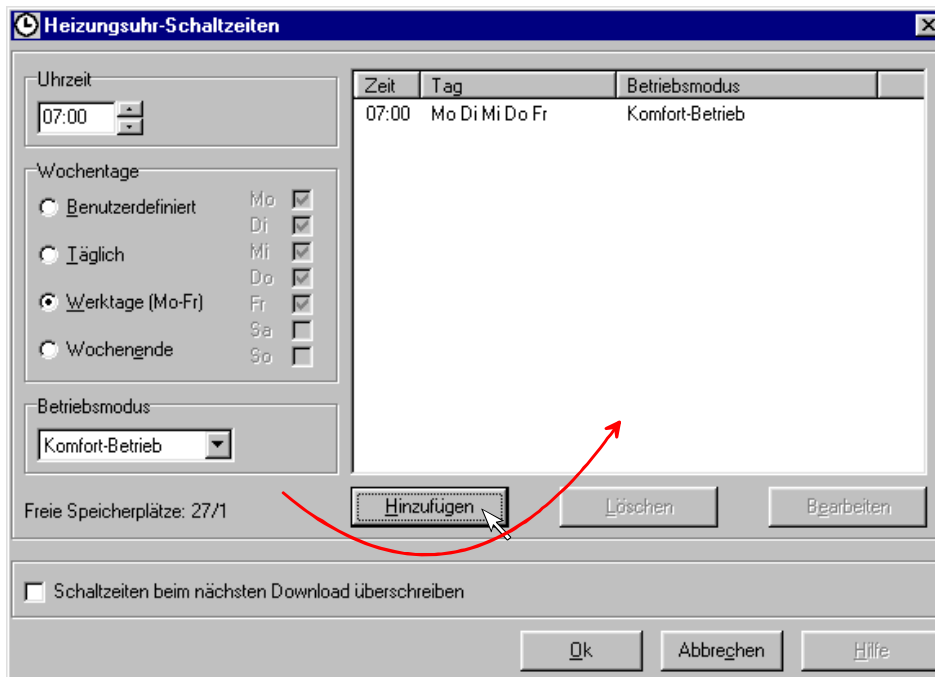 Heizungsuhr-Schaltzeiten
Uhrzeit
07:00
Wochentage
Benutzerdefiniert
Täglich
Werktage (Mo-Fr)
Wochenende
Mo
Di
Mi
Do
Fr
Sa
So
Betriebsmodus
Komfort-Betrieb
Freie Speicherplätze: 27/1
Zeit Tag Betriebsmodus
07:00 Mo Di Mi Do Fr Komfort-Betrieb
Hinzufügen Löschen Bearbeiten
Schaltzeiten beim nächsten Download überschreiben
Ok Abbrechen Hilfe